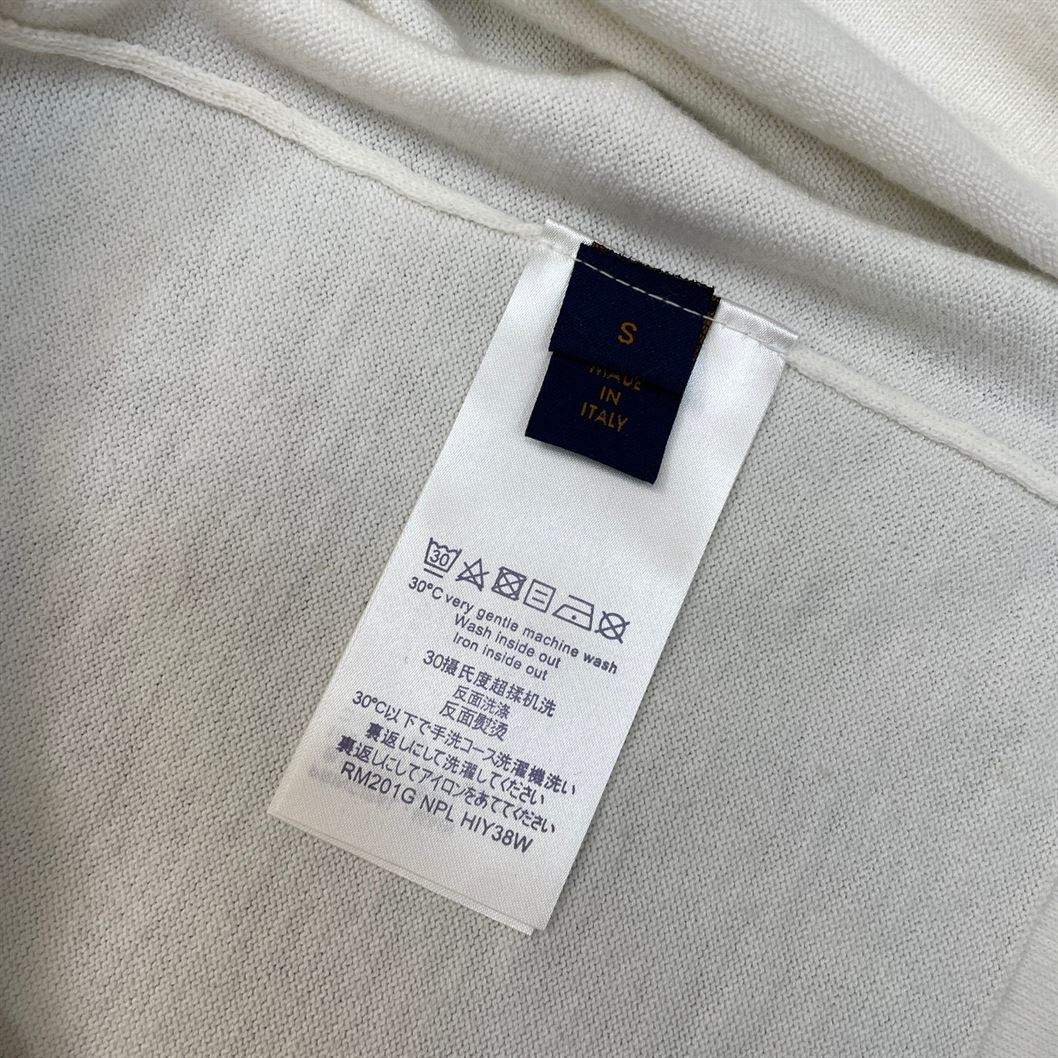 S
MADE
IN
ITALY
30
30°C very gentle machine wash
Wash inside out
Iron inside out
30摄氏度超揉机洗
反面洗涤
反面熨烫
30℃以下で手洗コース洗濯機洗い
裏返しにして洗濯してください
裏返しにしてアイロンをあててください
RM201G NPL HIY38W